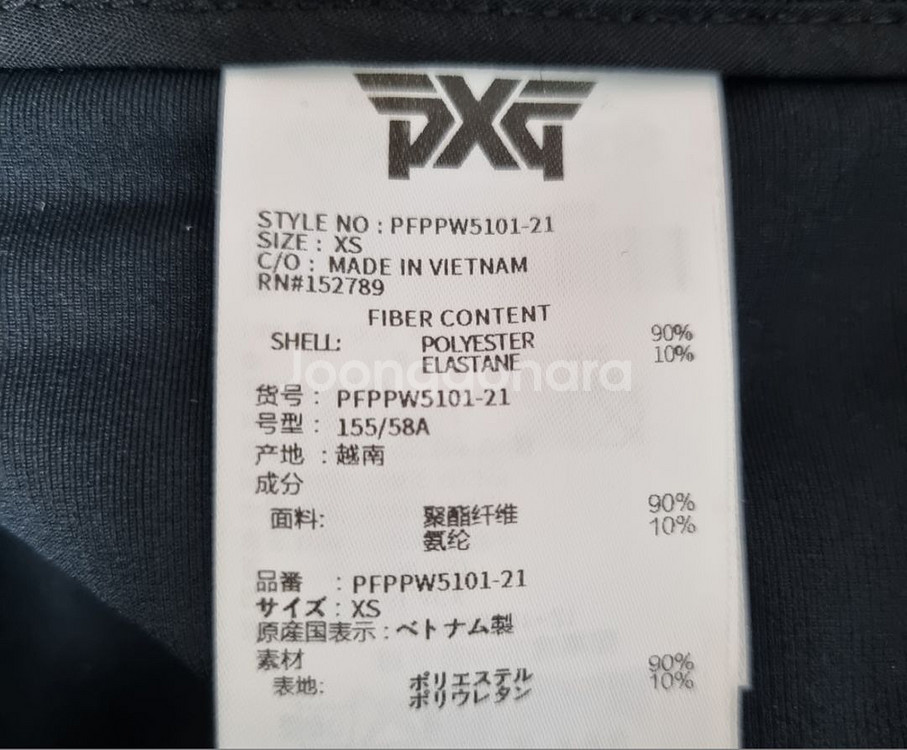 PXG
STYLE NO : PFPPW5101-21
SIZE : XS
C/O : MADE IN VIETNAM
RN#152789
FIBER CONTENT
SHELL: POLYESTER 90%
ELASTANE 10%
Joonggonara
货号 : PFPPW5101-21
号型 : 155/58A
产地 : 越南
成分
面料: 聚酯纤维 90%
氨纶 10%
品番 : PFPPW5101-21
サイズ : XS
原産国表示 : ベトナム製
素材
表地: ポリエステル 90%
ポリウレタン 10%